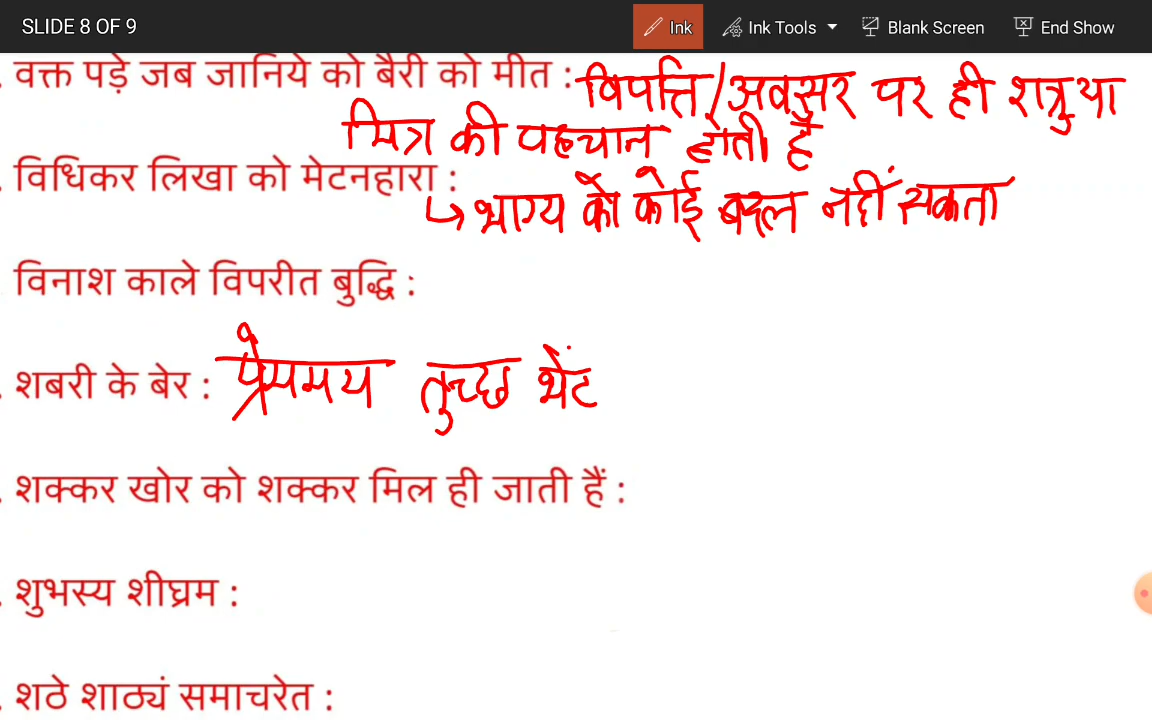 SLIDE 8 OF 9 Ink Ink Tools Blank Screen End Show
. वक्त पड़े जब जानिये को बैरी को मीत : विपत्ति/अवसर पर ही शत्रु या
मित्र की पहचान होती है
. विधिकर लिखा को मेटनहारा :
↳ भाग्य को कोई बदल नहीं सकता
विनाश काले विपरीत बुद्धि :
. शबरी के बेर : प्रेममय तुच्छ भेंट
. शक्कर खोर को शक्कर मिल ही जाती हैं :
. शुभस्य शीघ्रम :
. शठे शाठ्यं समाचरेत :